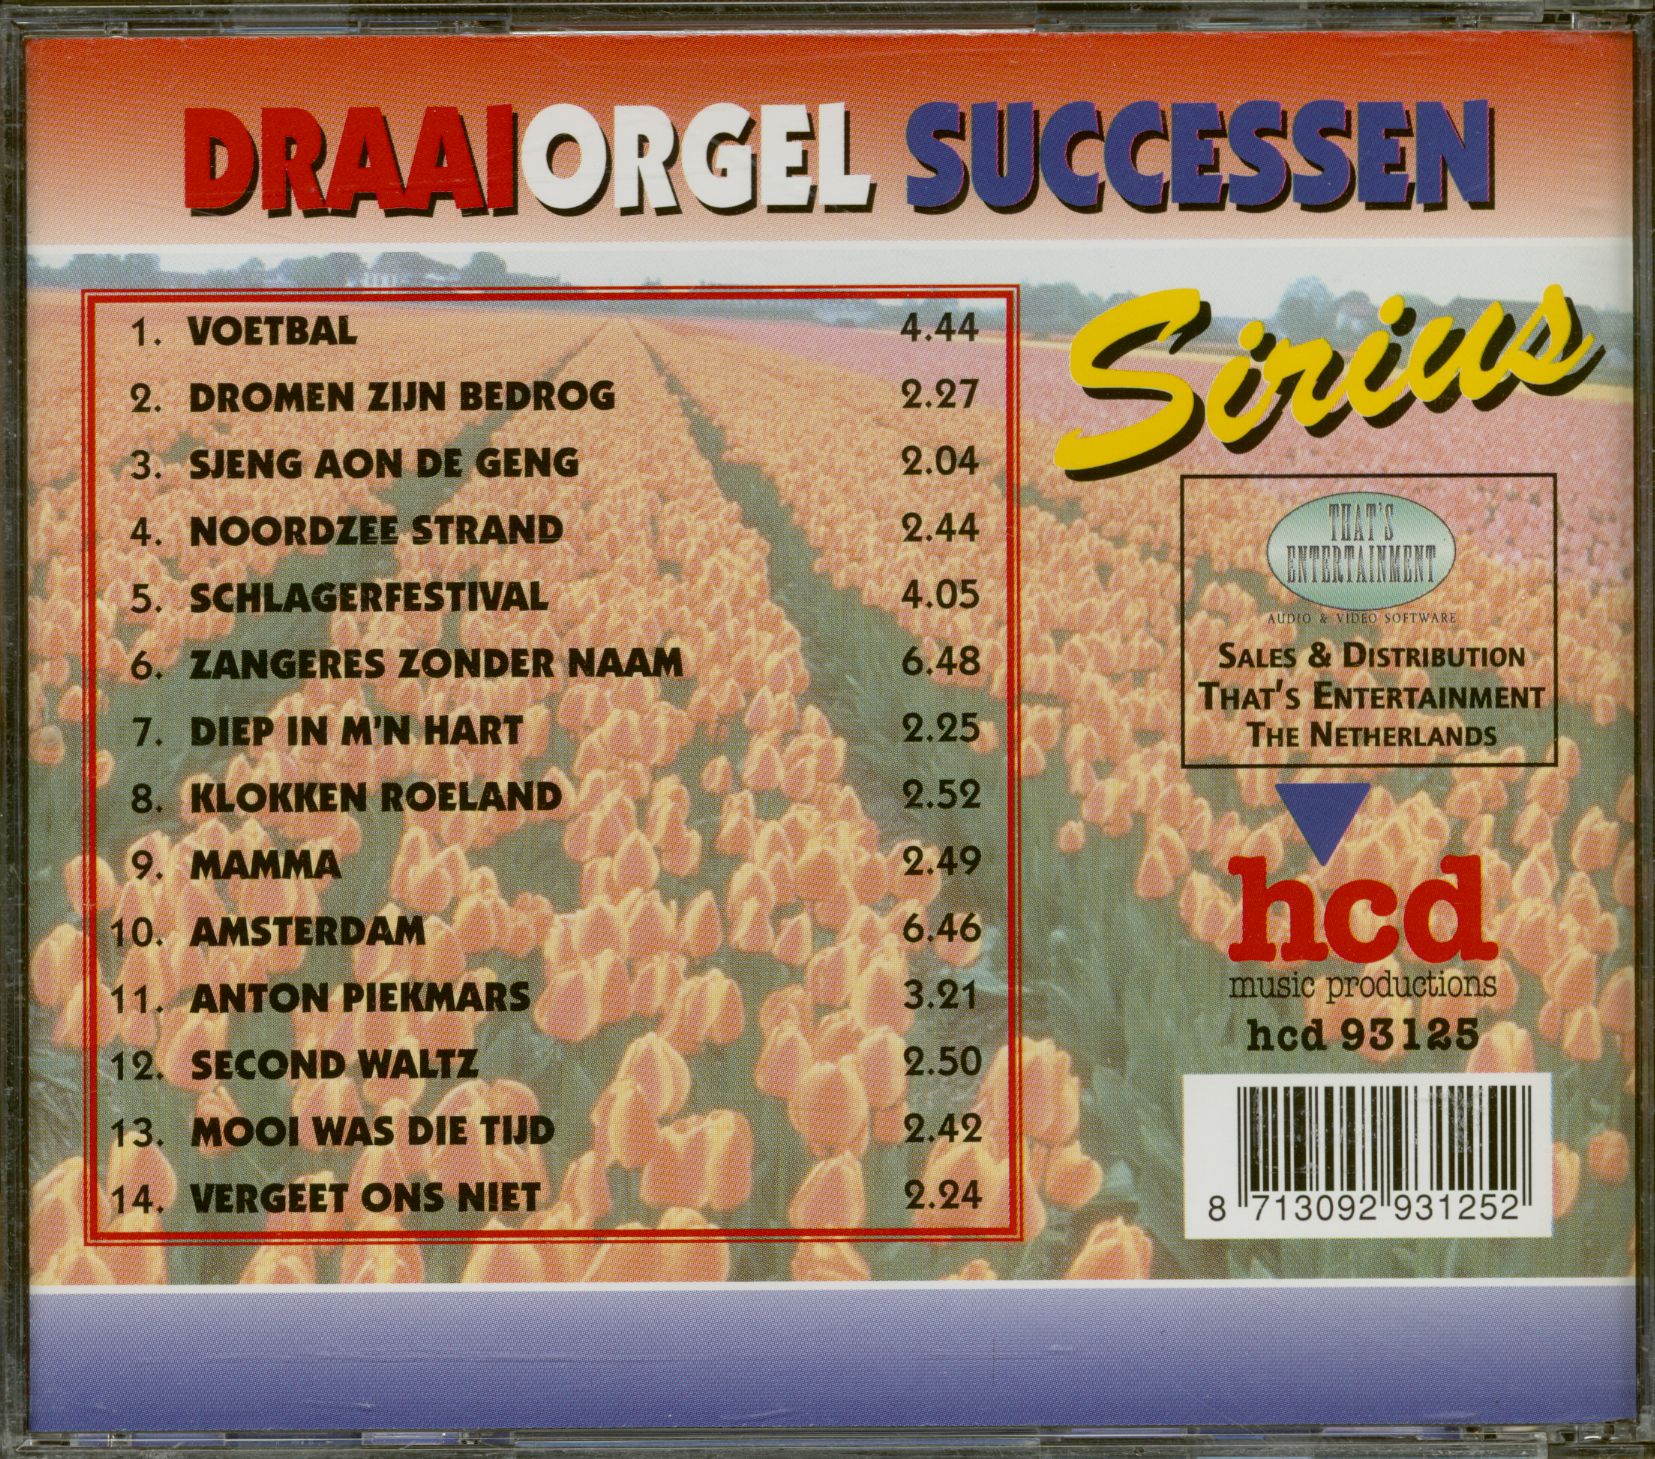 DRAAIORGEL SUCCESSEN
1. VOETBAL 4.44
2. DROMEN ZIJN BEDROG 2.27
3. SJENG AON DE GENG 2.04
4. NOORDZEE STRAND 2.44
5. SCHLAGERFESTIVAL 4.05
6. ZANGERES ZONDER NAAM 6.48
7. DIEP IN M'N HART 2.25
8. KLOKKEN ROELAND 2.52
9. MAMMA 2.49
10. AMSTERDAM 6.46
11. ANTON PIEKMARS 3.21
12. SECOND WALTZ 2.50
13. MOOI WAS DIE TIJD 2.42
14. VERGEET ONS NIET 2.24
Sirius
THAT'S
ENTERTAINMENT
AUDIO & VIDEO SOFTWARE
SALES & DISTRIBUTION
THAT'S ENTERTAINMENT
THE NETHERLANDS
hcd
music productions
hcd 93125
8 713092 931252